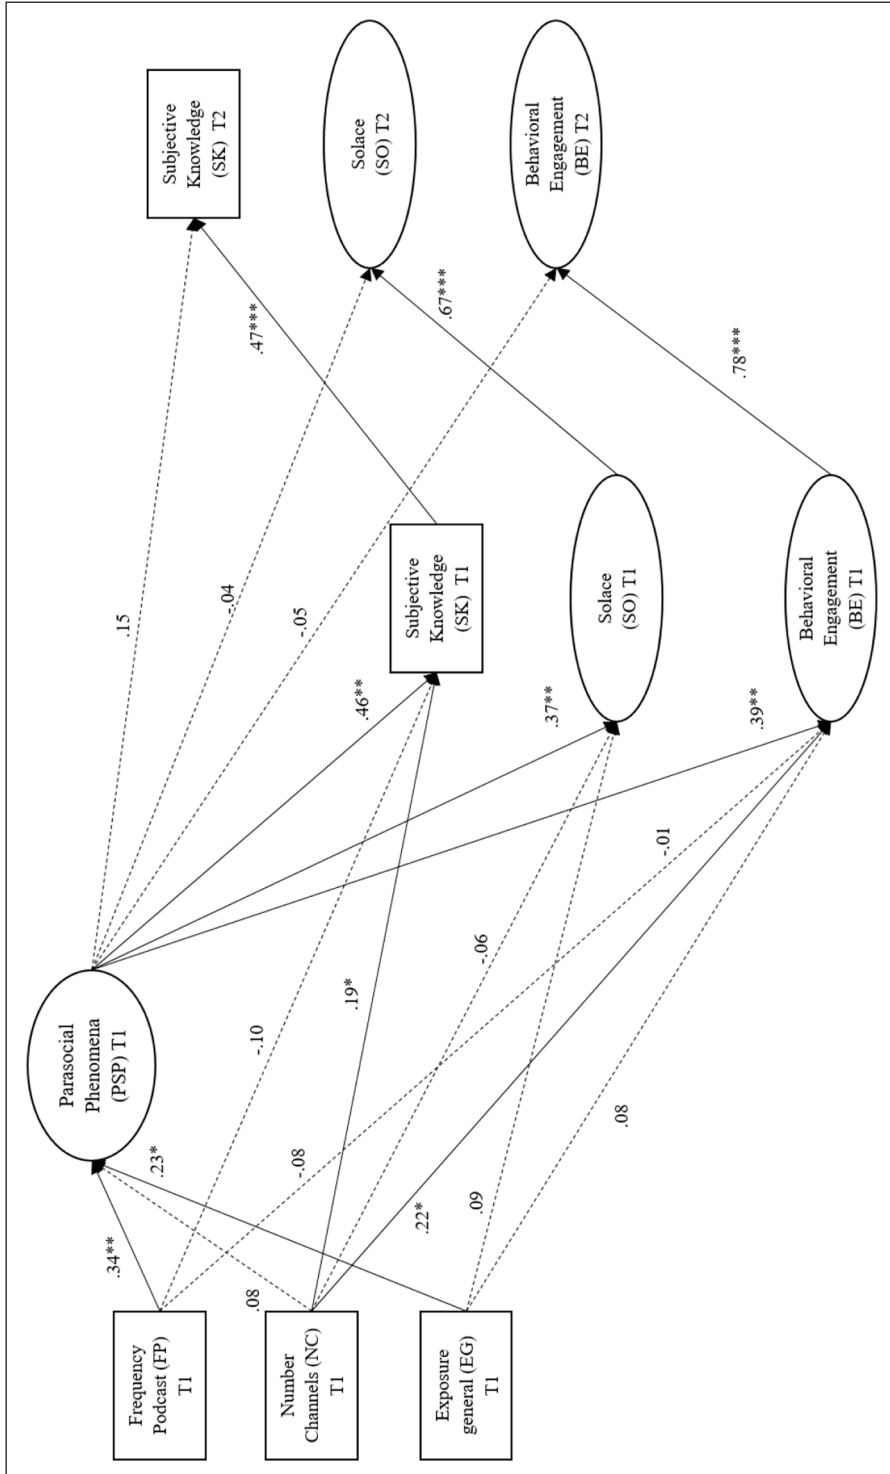 Frequency
Podcast (FP)
T1
Number
Channels (NC)
T1
Exposure
general (EG)
T1
.34**
.08
.23*
-.10
-.08
.19*
-.06
.22*
.09
.08
-.01
Parasocial
Phenomena
(PSP) T1
.15
-.04
-.05
.46**
.37**
.39**
Subjective
Knowledge
(SK) T1
Solace
(SO) T1
Behavioral
Engagement
(BE) T1
.47***
.67***
.78***
Subjective
Knowledge
(SK) T2
Solace
(SO) T2
Behavioral
Engagement
(BE) T2